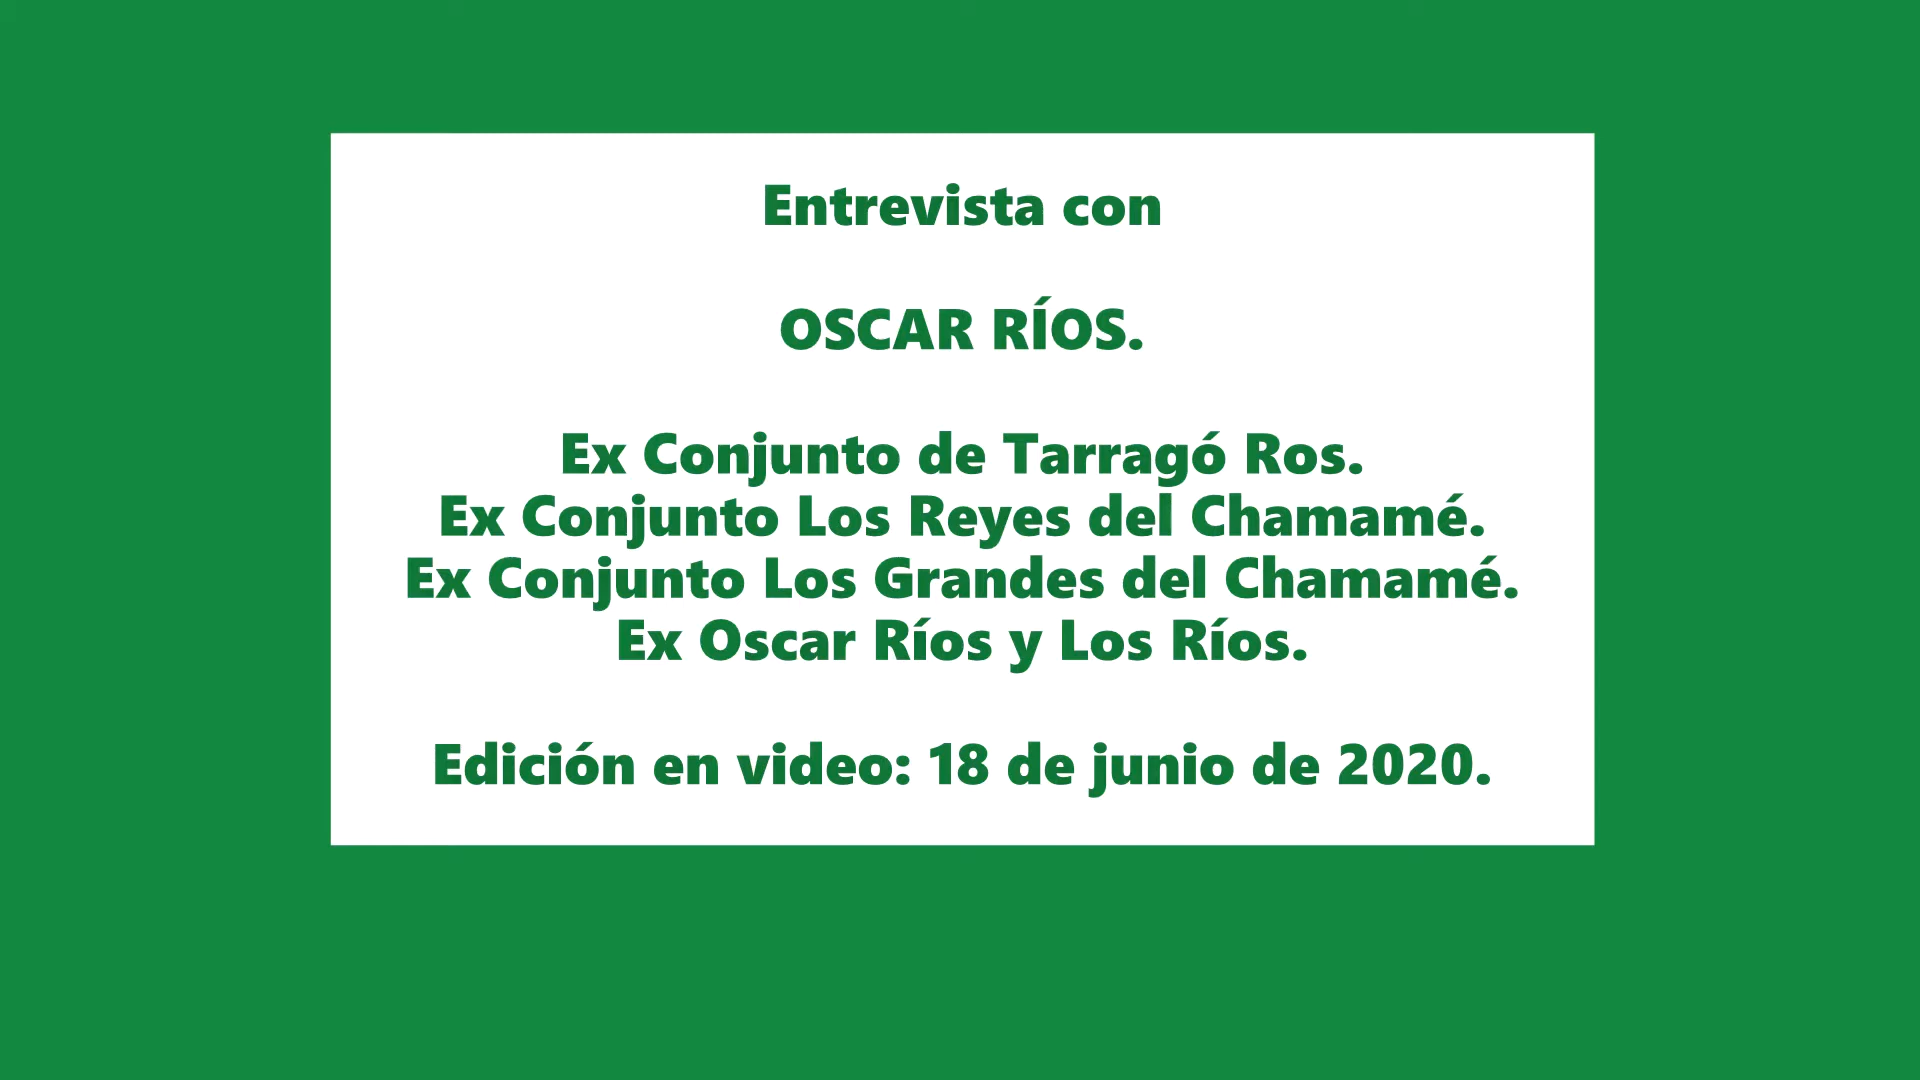 Entrevista con
OSCAR RÍOS.
Ex Conjunto de Tarragó Ros.
Ex Conjunto Los Reyes del Chamamé.
Ex Conjunto Los Grandes del Chamamé.
Ex Oscar Ríos y Los Ríos.
Edición en video: 18 de junio de 2020.